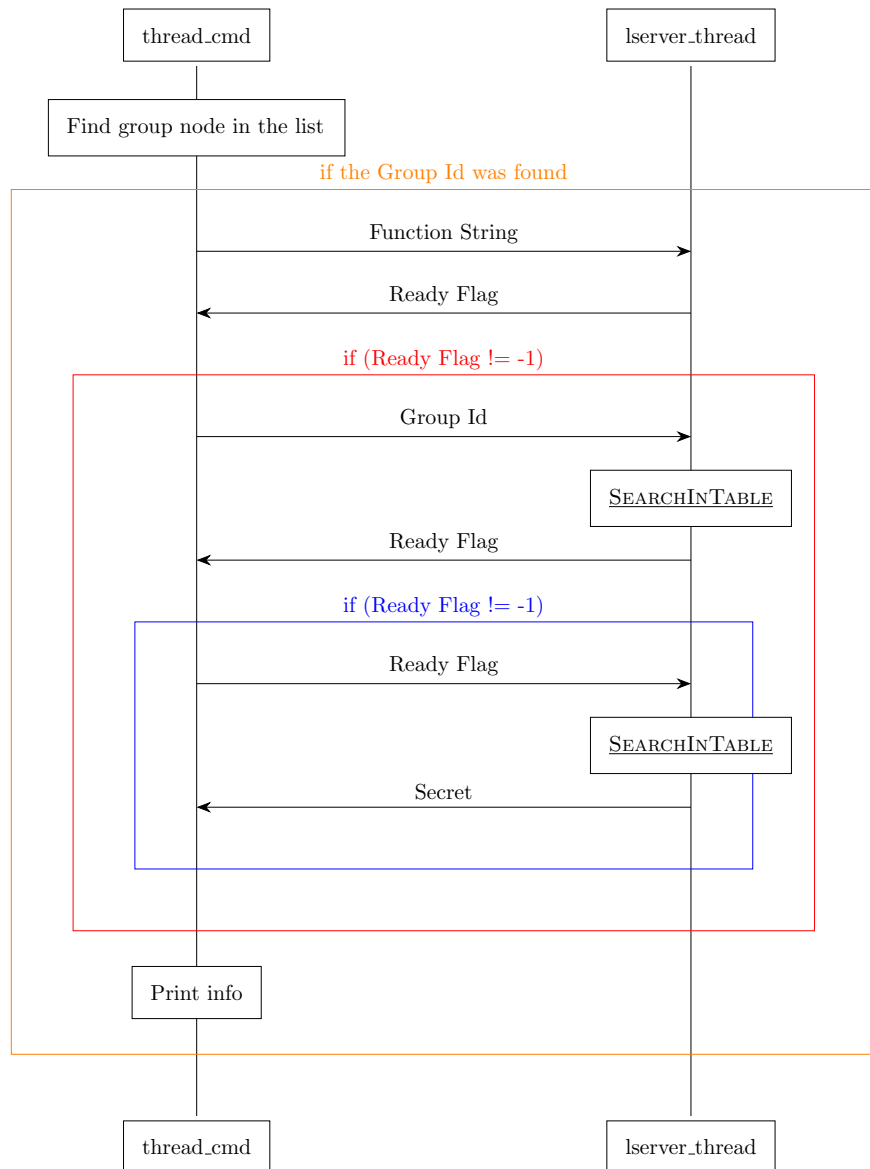 thread_cmd
lserver_thread
Find group node in the list
if the Group Id was found
Function String
Ready Flag
if (Ready Flag != -1)
Group Id
SEARCHINTABLE
Ready Flag
if (Ready Flag != -1)
Ready Flag
SEARCHINTABLE
Secret
Print info
thread_cmd
lserver_thread